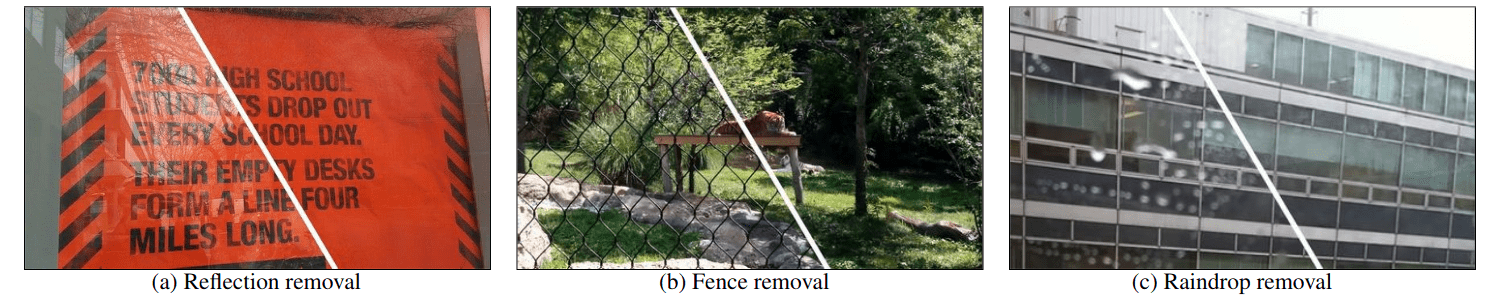 7000 HIGH SCHOOL
STUDENTS DROP OUT
EVERY SCHOOL DAY.
THEIR EMPTY DESKS
FORM A LINE FOUR
MILES LONG.
(a) Reflection removal
(b) Fence removal
(c) Raindrop removal